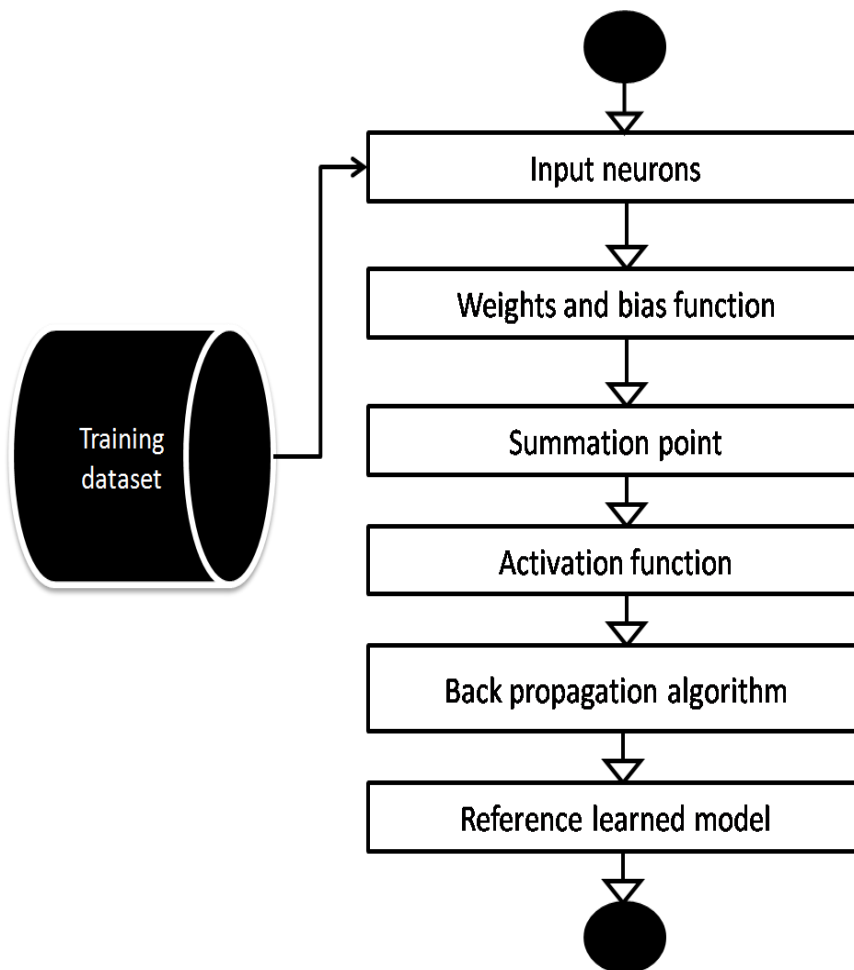 Input neurons
Weights and bias function
Training
dataset
Summation point
Activation function
Back propagation algorithm
Reference learned model